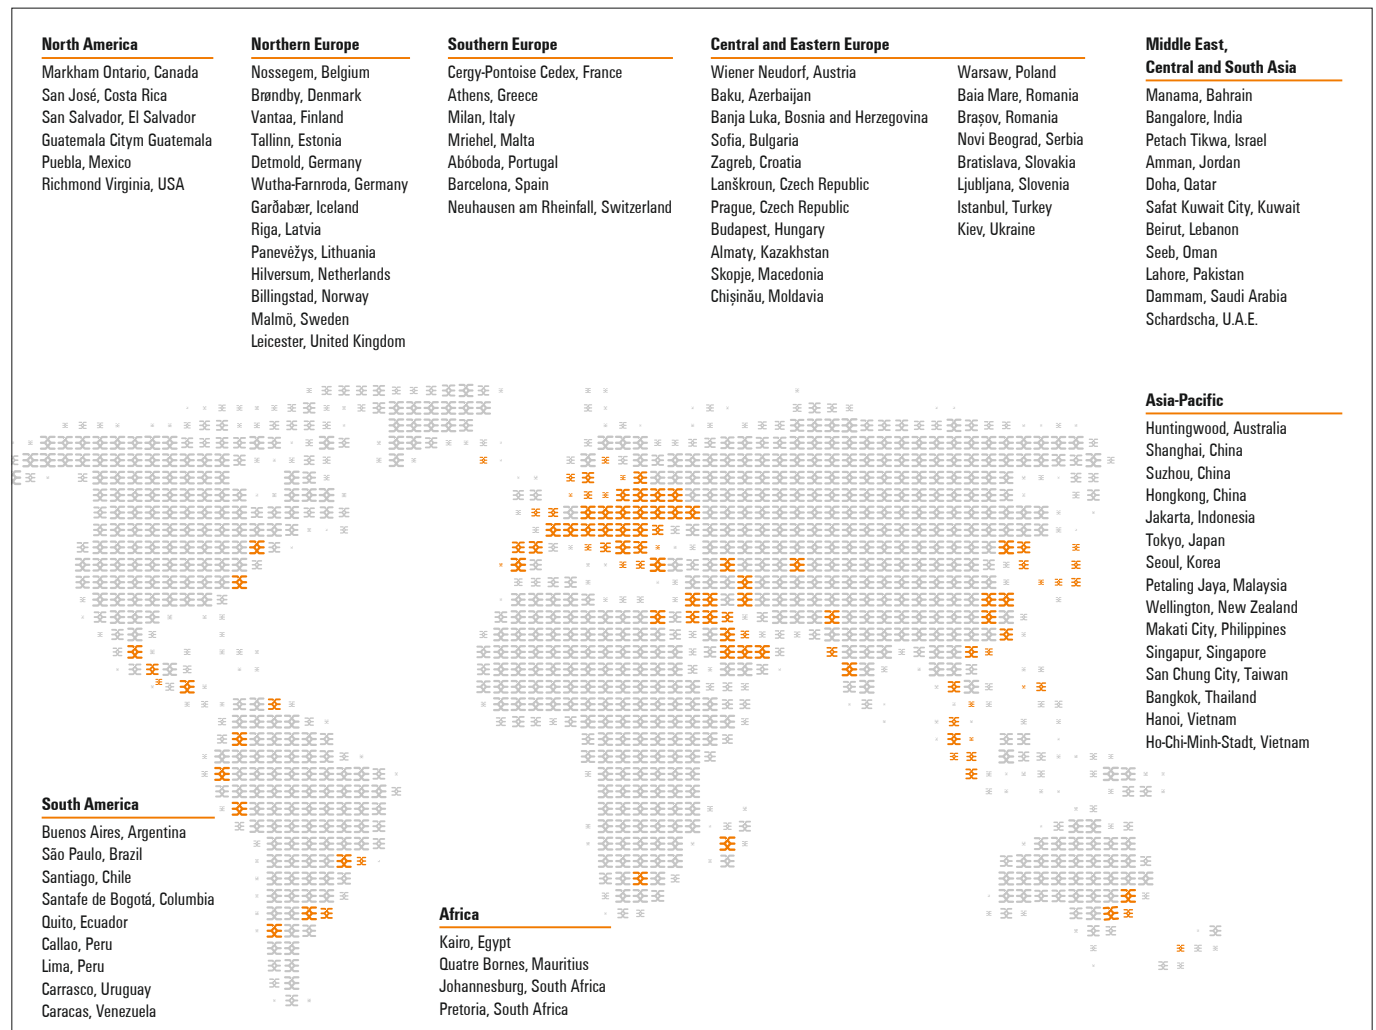 North America
Markham Ontario, Canada
San José, Costa Rica
San Salvador, El Salvador
Guatemala Citym Guatemala
Puebla, Mexico
Richmond Virginia, USA
Northern Europe
Nossegem, Belgium
Brøndby, Denmark
Vantaa, Finland
Tallinn, Estonia
Detmold, Germany
Wutha-Farnroda, Germany
Garðabær, Iceland
Riga, Latvia
Panevėžys, Lithuania
Hilversum, Netherlands
Billingstad, Norway
Malmö, Sweden
Leicester, United Kingdom
Southern Europe
Cergy-Pontoise Cedex, France
Athens, Greece
Milan, Italy
Mriehel, Malta
Abóboda, Portugal
Barcelona, Spain
Neuhausen am Rheinfall, Switzerland
Central and Eastern Europe
Wiener Neudorf, Austria
Baku, Azerbaijan
Banja Luka, Bosnia and Herzegovina
Sofia, Bulgaria
Zagreb, Croatia
Lanškroun, Czech Republic
Prague, Czech Republic
Budapest, Hungary
Almaty, Kazakhstan
Skopje, Macedonia
Chișinău, Moldavia
Warsaw, Poland
Baia Mare, Romania
Brașov, Romania
Novi Beograd, Serbia
Bratislava, Slovakia
Ljubljana, Slovenia
Istanbul, Turkey
Kiev, Ukraine
Middle East,
Central and South Asia
Manama, Bahrain
Bangalore, India
Petach Tikwa, Israel
Amman, Jordan
Doha, Qatar
Safat Kuwait City, Kuwait
Beirut, Lebanon
Seeb, Oman
Lahore, Pakistan
Dammam, Saudi Arabia
Schardscha, U.A.E.
Asia-Pacific
Huntingwood, Australia
Shanghai, China
Suzhou, China
Hongkong, China
Jakarta, Indonesia
Tokyo, Japan
Seoul, Korea
Petaling Jaya, Malaysia
Wellington, New Zealand
Makati City, Philippines
Singapur, Singapore
San Chung City, Taiwan
Bangkok, Thailand
Hanoi, Vietnam
Ho-Chi-Minh-Stadt, Vietnam
South America
Buenos Aires, Argentina
São Paulo, Brazil
Santiago, Chile
Santafe de Bogotá, Columbia
Quito, Ecuador
Callao, Peru
Lima, Peru
Carrasco, Uruguay
Caracas, Venezuela
Africa
Kairo, Egypt
Quatre Bornes, Mauritius
Johannesburg, South Africa
Pretoria, South Africa